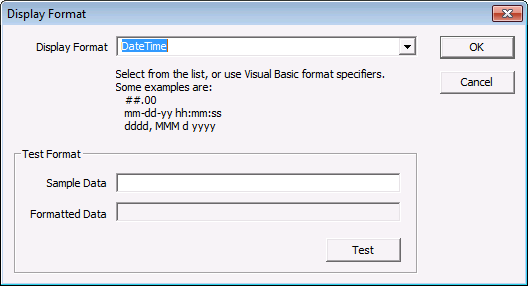 Display Format
Display Format DateTime OK
Select from the list, or use Visual Basic format specifiers. Cancel
Some examples are:
##.00
mm-dd-yy hh:mm:ss
dddd, MMM d yyyy
Test Format
Sample Data
Formatted Data
Test